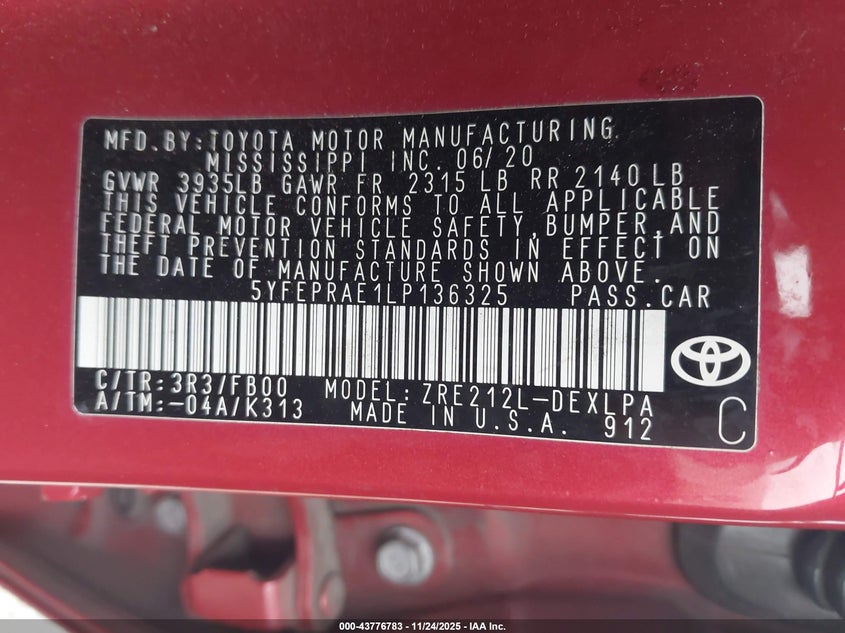 MFD.BY:TOYOTA MOTOR MANUFACTURING
MISSISSIPPI INC. 06/20
GVWR 3935LB GAWR FR 2315 LB RR 2140 LB
THIS VEHICLE CONFORMS TO ALL APPLICABLE
FEDERAL MOTOR VEHICLE SAFETY,BUMPER,AND
THEFT PREVENTION STANDARDS IN EFFECT ON
THE DATE OF MANUFACTURE SHOWN ABOVE.
5YFEPRAE1LP136325 PASS.CAR
C/TR:3R3/FB00 MODEL:ZRE212L-DEXLPA
A/TM:-04A/K313 MADE IN U.S.A. 912
C
000-43776783 - 11/24/2025 - IAA Inc.